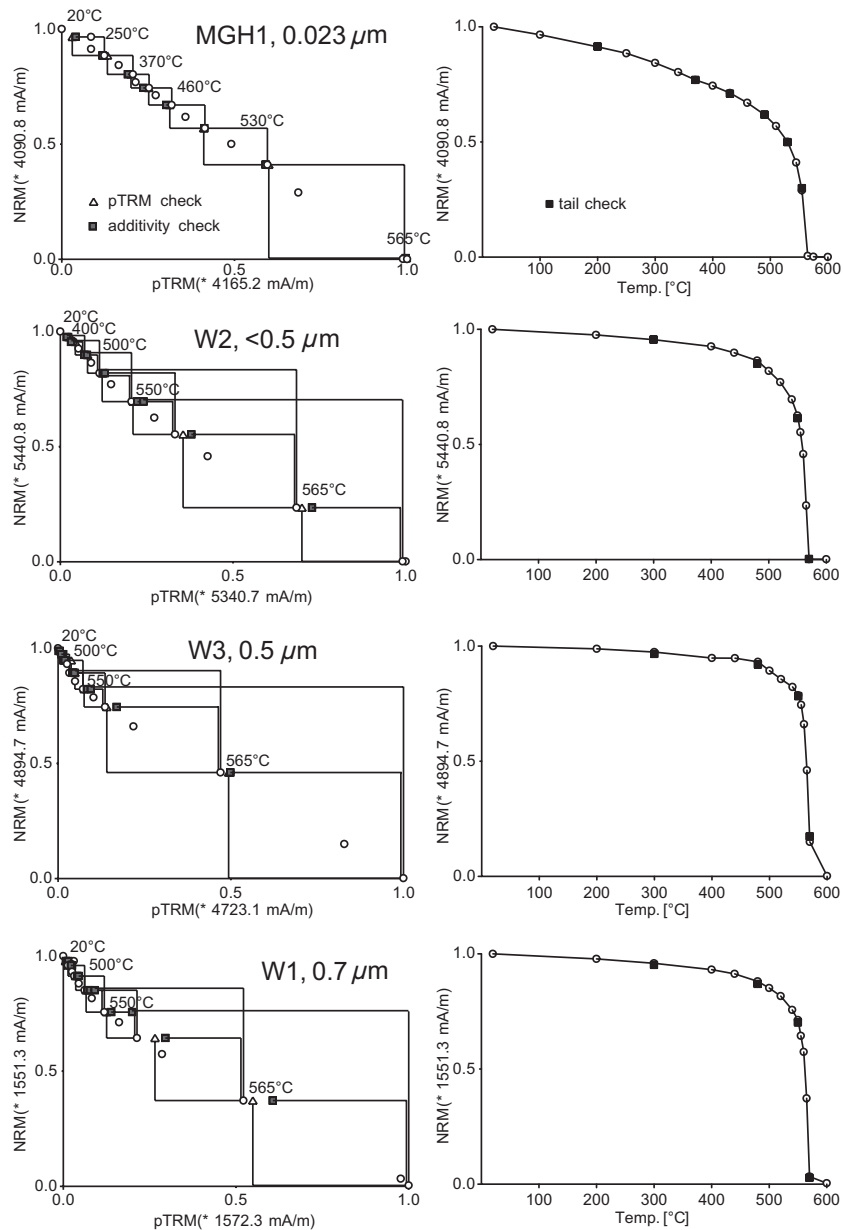 MGH1, 0.023 µm
20°C
250°C
370°C
460°C
530°C
565°C
△ pTRM check
■ additivity check
NRM(* 4090.8 mA/m)
1.0
0.5
0.0
0.0
0.5
1.0
pTRM(* 4165.2 mA/m)
NRM(* 4090.8 mA/m)
1.0
0.5
0.0
■ tail check
100 200 300 400 500 600
Temp. [°C]
W2, <0.5 µm
20°C
400°C
500°C
550°C
565°C
NRM(* 5440.8 mA/m)
1.0
0.5
0.0
0.0
0.5
1.0
pTRM(* 5340.7 mA/m)
NRM(* 5440.8 mA/m)
1.0
0.5
0.0
100 200 300 400 500 600
W3, 0.5 µm
20°C
500°C
550°C
565°C
NRM(* 4894.7 mA/m)
1.0
0.5
0.0
0.0
0.5
1.0
pTRM(* 4723.1 mA/m)
NRM(* 4894.7 mA/m)
1.0
0.5
0.0
100 200 300 400 500 600
Temp. [°C]
W1, 0.7 µm
20°C
500°C
550°C
565°C
NRM(* 1551.3 mA/m)
1.0
0.5
0.0
0.0
0.5
1.0
pTRM(* 1572.3 mA/m)
NRM(* 1551.3 mA/m)
1.0
0.5
0.0
100 200 300 400 500 600
Temp. [°C]